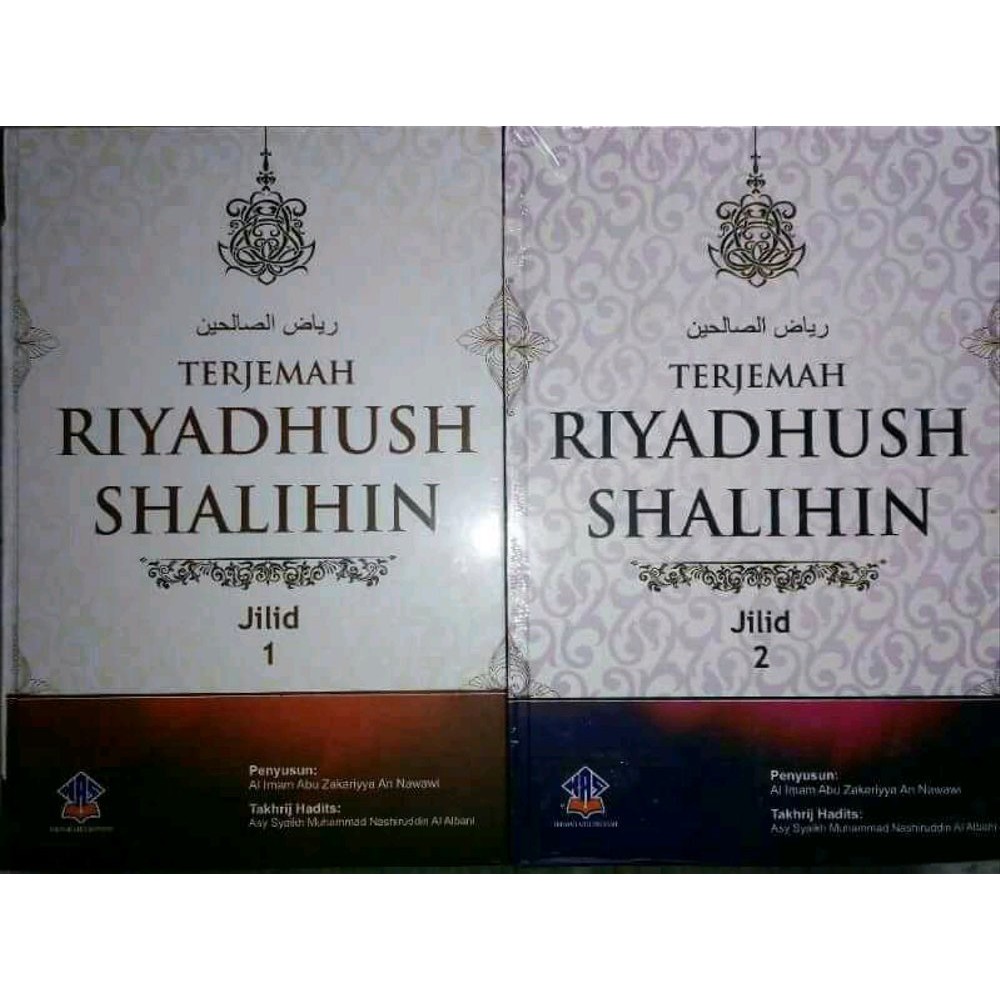 رياض الصالحين
TERJEMAH
RIYADHUSH
SHALIHIN
Jilid
1
Penyusun:
Al Imam Abu Zakariyya An Nawawi
Takhrij Hadits:
Asy Syaikh Muhammad Nashiruddin Al Albani
رياض الصالحين
TERJEMAH
RIYADHUSH
SHALIHIN
Jilid
2
Penyusun:
Al Imam Abu Zakariyya An Nawawi
Takhrij Hadits:
Asy Syaikh Muhammad Nashiruddin Al Albani